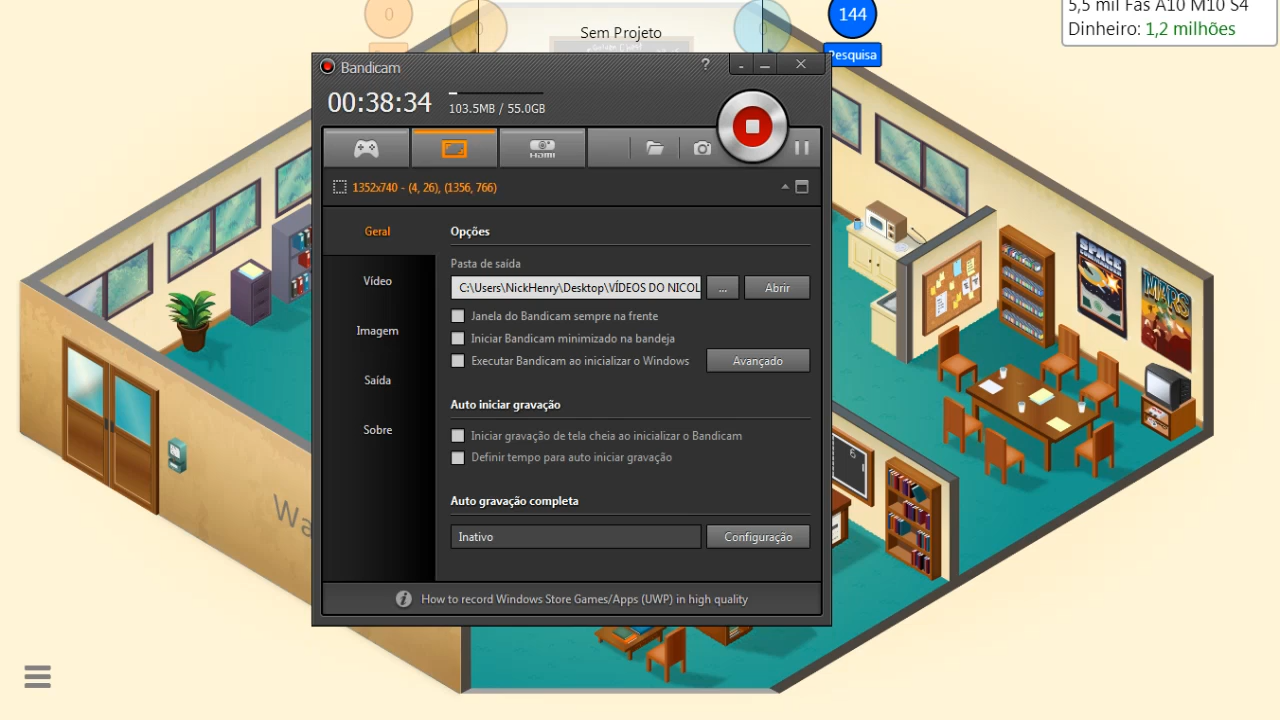 0
144
5,5 mil Fãs A10 M10 S4
Sem Projeto
Dinheiro: 1,2 milhões
Pesquisa
Bandicam
?
00:38:34
103.5MB / 55.0GB
HDMI
1352x740 - (4, 26), (1356, 766)
Geral
Opções
Pasta de saída
Vídeo
C:\Users\NickHenry\Desktop\VÍDEOS DO NICOL
...
Abrir
Janela do Bandicam sempre na frente
Imagem
Iniciar Bandicam minimizado na bandeja
Executar Bandicam ao inicializar o Windows
Avançado
Saída
Auto iniciar gravação
Sobre
Iniciar gravação de tela cheia ao inicializar o Bandicam
Definir tempo para auto iniciar gravação
Auto gravação completa
Inativo
Configuração
How to record Windows Store Games/Apps (UWP) in high quality
SPACE
MARS
6
Wa